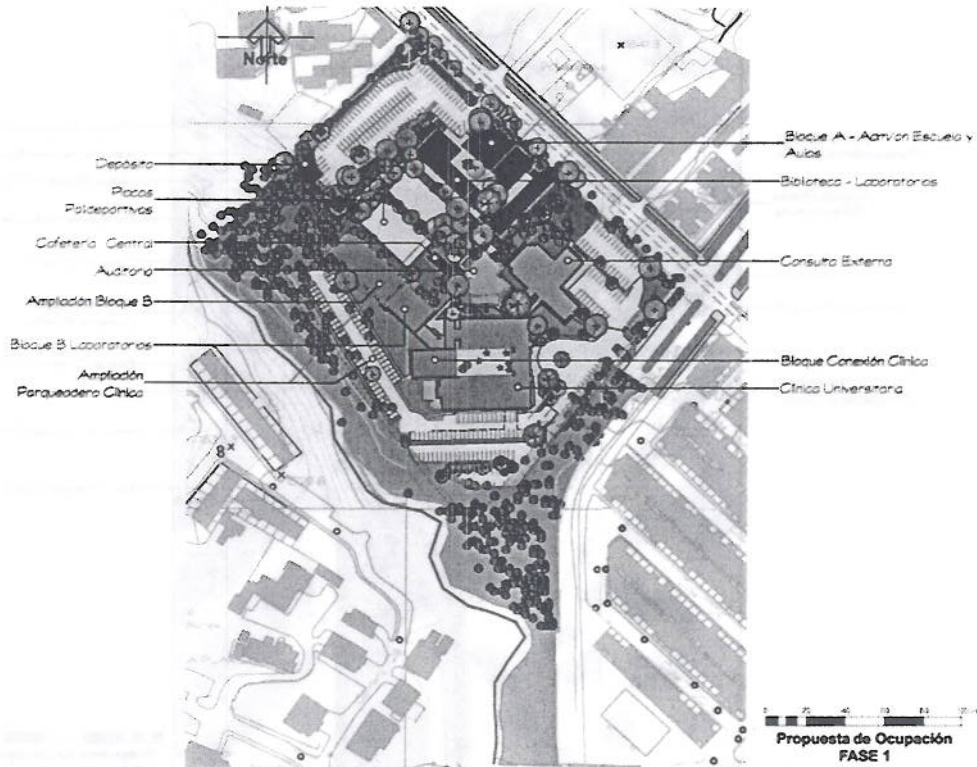 Norte
Depósito
Placas
Polideportivas
Cafetería Central
Auditorio
Ampliación Bloque B
Bloque B Laboratorios
Ampliación
Parqueadero Clínica
Bloque A - Admon Escuela y
Aulas
Biblioteca - Laboratorios
Consulta Externa
Bloque Conexión Clínica
Clínica Universitaria
8
Propuesta de Ocupación
FASE 1